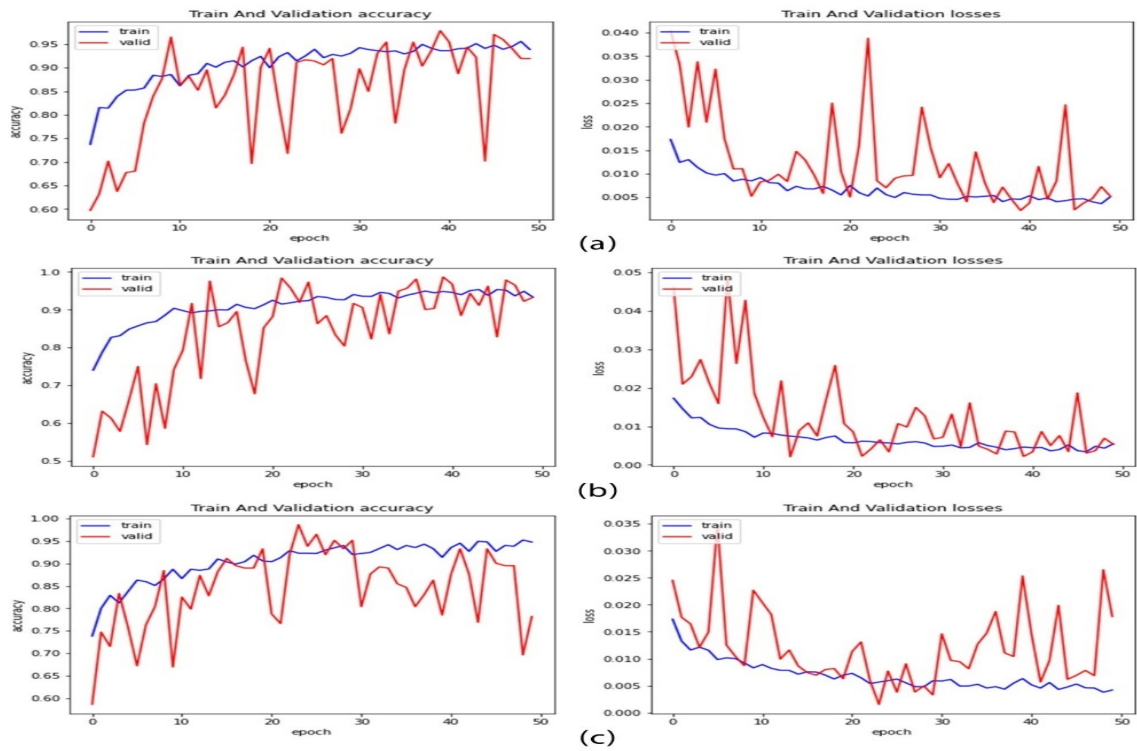 Train And Validation accuracy
train
valid
accuracy
0.95
0.90
0.85
0.80
0.75
0.70
0.65
0.60
0
10
20
30
40
50
epoch
Train And Validation losses
train
valid
loss
0.040
0.035
0.030
0.025
0.020
0.015
0.010
0.005
0
10
20
30
40
50
epoch
(a)
Train And Validation accuracy
train
valid
accuracy
1.0
0.9
0.8
0.7
0.6
0.5
0
10
20
30
40
50
epoch
Train And Validation losses
train
valid
loss
0.05
0.04
0.03
0.02
0.01
0.00
0
10
20
30
40
50
epoch
(b)
Train And Validation accuracy
train
valid
accuracy
1.00
0.95
0.90
0.85
0.80
0.75
0.70
0.65
0.60
0
10
20
30
40
50
epoch
Train And Validation losses
train
valid
loss
0.035
0.030
0.025
0.020
0.015
0.010
0.005
0.000
0
10
20
30
40
50
epoch
(c)